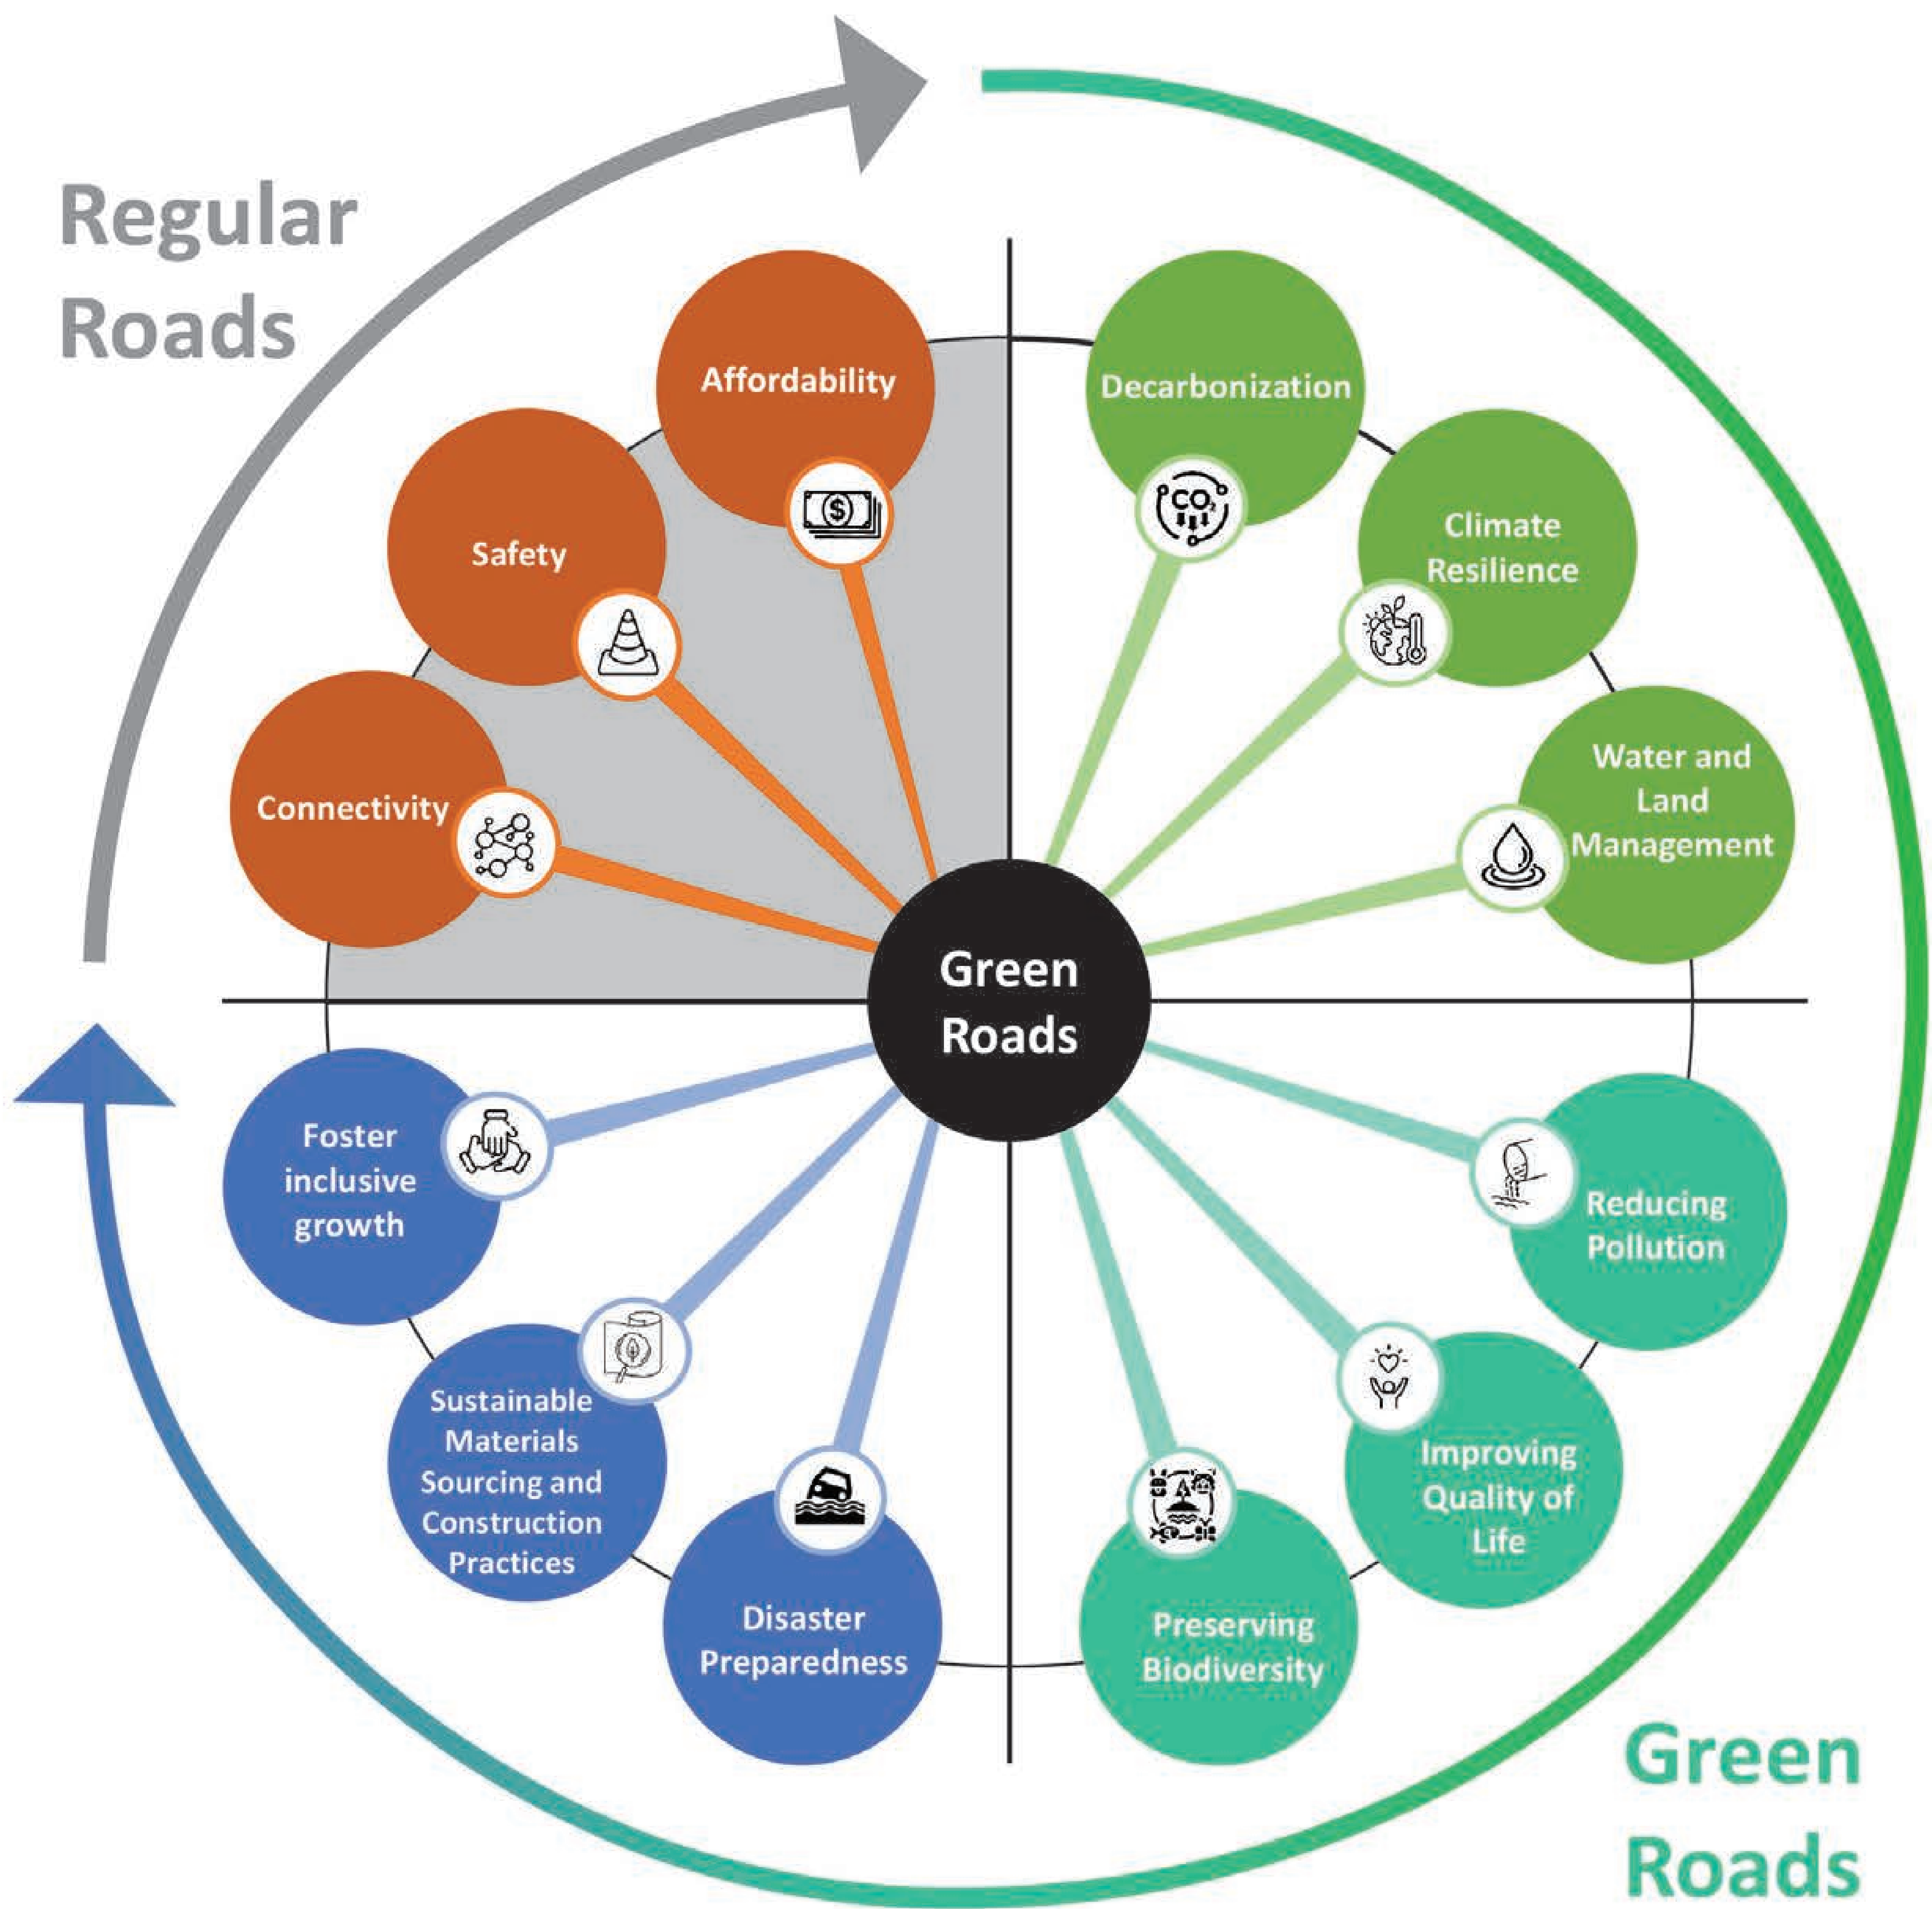 Regular
Roads
Affordability
$
Safety
Connectivity
Decarbonization
CO₂
Climate
Resilience
Water and
Land
Management
Green
Roads
Foster
inclusive
growth
Sustainable
Materials
Sourcing and
Construction
Practices
Disaster
Preparedness
Reducing
Pollution
Improving
Quality of
Life
Preserving
Biodiversity
Green
Roads